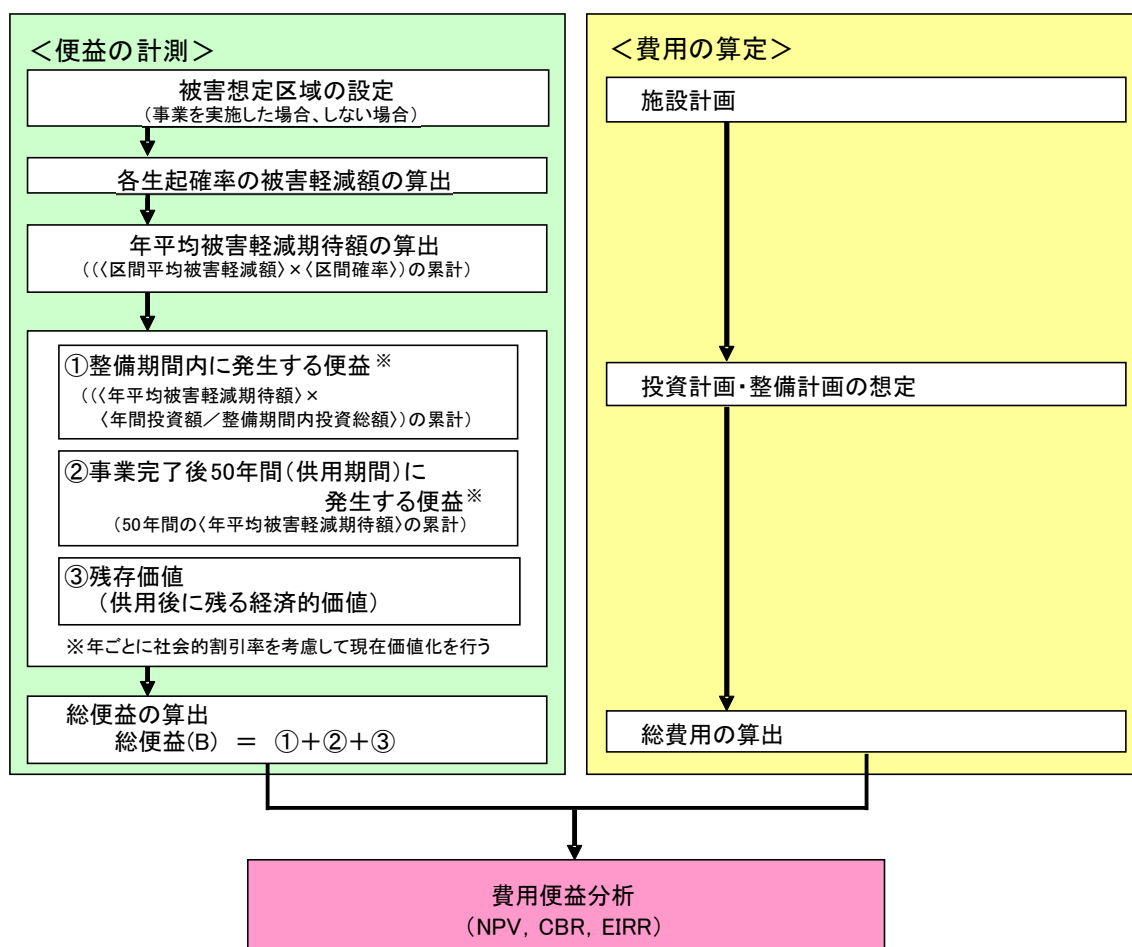 ＜便益の計測＞
被害想定区域の設定
（事業を実施した場合、しない場合）
各生起確率の被害軽減額の算出
年平均被害軽減期待額の算出
（（〈区間平均被害軽減額〉×〈区間確率〉）の累計）
①整備期間内に発生する便益※
（（〈年平均被害軽減期待額〉×
〈年間投資額／整備期間内投資総額〉）の累計）
②事業完了後50年間（供用期間）に
発生する便益※
（50年間の〈年平均被害軽減期待額〉の累計）
③残存価値
（供用後に残る経済的価値）
※年ごとに社会的割引率を考慮して現在価値化を行う
総便益の算出
総便益（B） ＝ ①＋②＋③
＜費用の算定＞
施設計画
投資計画・整備計画の想定
総費用の算出
費用便益分析
（NPV, CBR, EIRR）